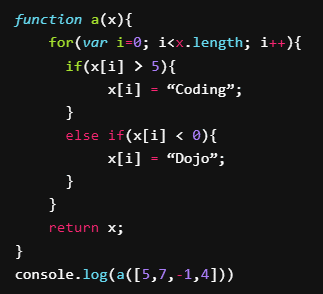 function a(x){
    for(var i=0; i<x.length; i++){
      if(x[i] > 5){
           x[i] = “Coding”;
      }
      else if(x[i] < 0){
           x[i] = “Dojo”;
      }
    }
    return x;
}
console.log(a([5,7,-1,4]))